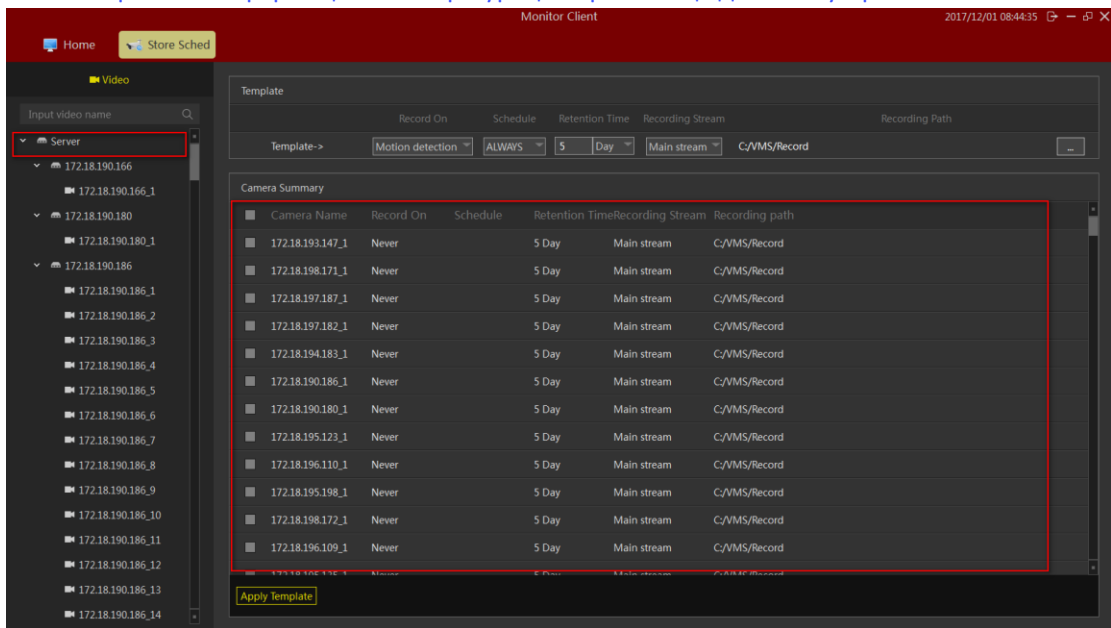 Monitor Client 2017/12/01 08:44:35
Home Store Sched
Video
Input video name
Server
172.18.190.166
172.18.190.166_1
172.18.190.180
172.18.190.180_1
172.18.190.186
172.18.190.186_1
172.18.190.186_2
172.18.190.186_3
172.18.190.186_4
172.18.190.186_5
172.18.190.186_6
172.18.190.186_7
172.18.190.186_8
172.18.190.186_9
172.18.190.186_10
172.18.190.186_11
172.18.190.186_12
172.18.190.186_13
172.18.190.186_14
Template
Record On Schedule Retention Time Recording Stream Recording Path
Template-> Motion detection ALWAYS 5 Day Main stream C:/VMS/Record ...
Camera Summary
Camera Name Record On Schedule Retention Time Recording Stream Recording path
172.18.193.147_1 Never 5 Day Main stream C:/VMS/Record
172.18.198.171_1 Never 5 Day Main stream C:/VMS/Record
172.18.197.187_1 Never 5 Day Main stream C:/VMS/Record
172.18.197.182_1 Never 5 Day Main stream C:/VMS/Record
172.18.194.183_1 Never 5 Day Main stream C:/VMS/Record
172.18.190.186_1 Never 5 Day Main stream C:/VMS/Record
172.18.190.180_1 Never 5 Day Main stream C:/VMS/Record
172.18.195.123_1 Never 5 Day Main stream C:/VMS/Record
172.18.196.110_1 Never 5 Day Main stream C:/VMS/Record
172.18.195.198_1 Never 5 Day Main stream C:/VMS/Record
172.18.198.172_1 Never 5 Day Main stream C:/VMS/Record
172.18.196.109_1 Never 5 Day Main stream C:/VMS/Record
Never 5 Day Main stream C:/VMS/Record
Apply Template